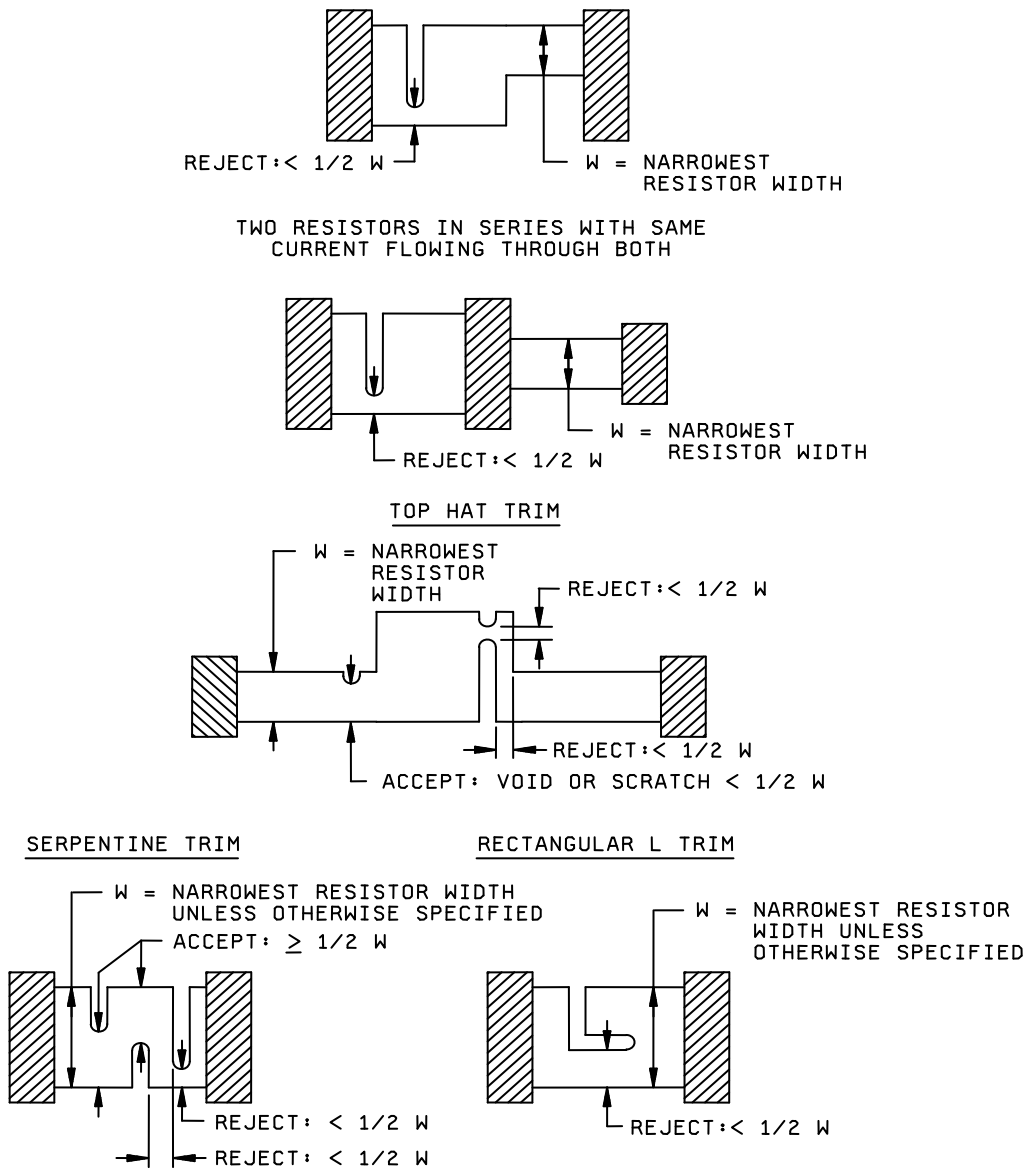 REJECT:< 1/2 W
W = NARROWEST
RESISTOR WIDTH
TWO RESISTORS IN SERIES WITH SAME
CURRENT FLOWING THROUGH BOTH
W = NARROWEST
RESISTOR WIDTH
REJECT:< 1/2 W
TOP HAT TRIM
W = NARROWEST
RESISTOR
WIDTH
REJECT:< 1/2 W
REJECT:< 1/2 W
ACCEPT: VOID OR SCRATCH < 1/2 W
SERPENTINE TRIM
W = NARROWEST RESISTOR WIDTH
UNLESS OTHERWISE SPECIFIED
ACCEPT: ≥ 1/2 W
REJECT: < 1/2 W
REJECT: < 1/2 W
RECTANGULAR L TRIM
W = NARROWEST RESISTOR
WIDTH UNLESS
OTHERWISE SPECIFIED
REJECT:< 1/2 W